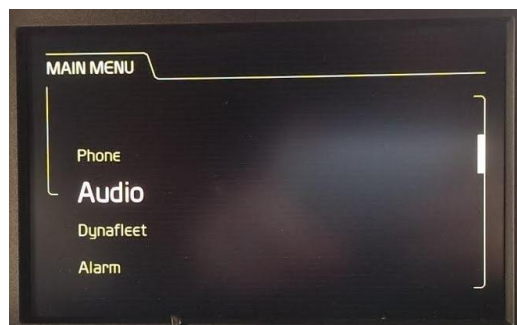 MAIN MENU
Phone
Audio
Dynafleet
Alarm